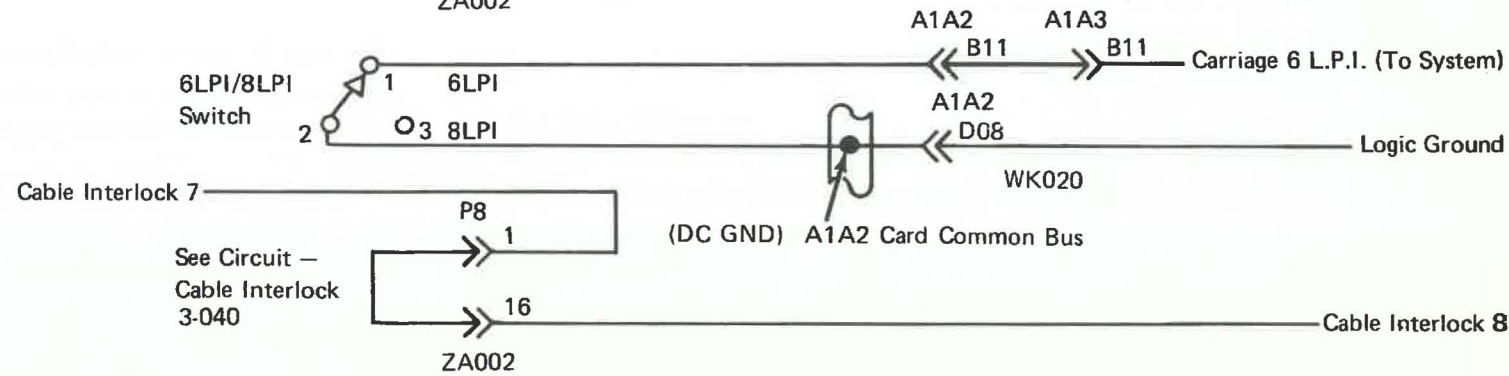 ZA002
A1A2 A1A3
B11 B11
Carriage 6 L.P.I. (To System)
6LPI/8LPI
Switch
1 6LPI
2
3 8LPI
A1A2
D08
Logic Ground
WK020
Cable Interlock 7
P8
1
(DC GND) A1A2 Card Common Bus
See Circuit —
Cable Interlock
3-040
16
Cable Interlock 8
ZA002